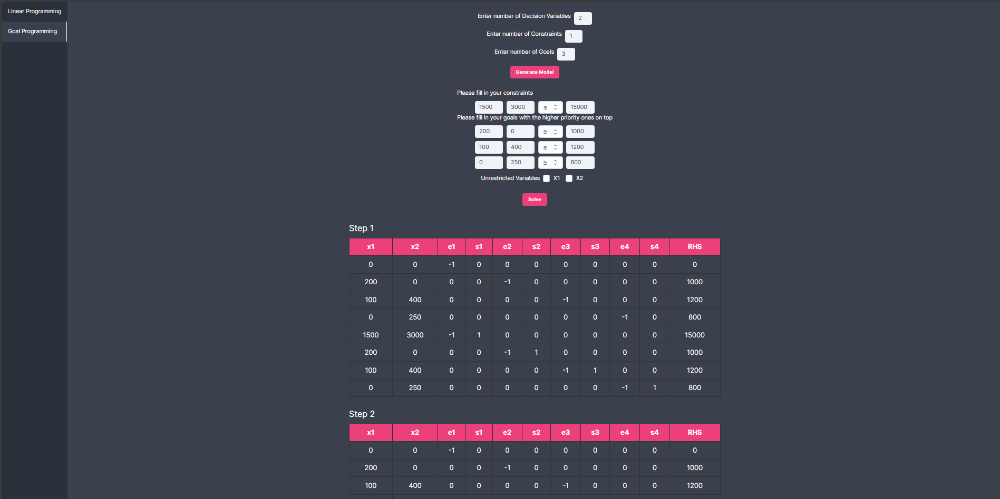 Linear Programming
Goal Programming
Enter number of Decision Variables 2
Enter number of Constraints 1
Enter number of Goals 3
Generate Model
Please fill in your constraints
1500 3000 ≤ 15000
Please fill in your goals with the higher priority ones on top
200 0 ≥ 1000
100 400 ≥ 1200
0 250 ≥ 800
Unrestricted Variables X1 X2
Solve
Step 1
x1 x2 e1 s1 e2 s2 e3 s3 e4 s4 RHS
0 0 -1 0 0 0 0 0 0 0 0
200 0 0 0 -1 0 0 0 0 0 1000
100 400 0 0 0 0 -1 0 0 0 1200
0 250 0 0 0 0 0 0 -1 0 800
1500 3000 -1 1 0 0 0 0 0 0 15000
200 0 0 0 -1 1 0 0 0 0 1000
100 400 0 0 0 0 -1 1 0 0 1200
0 250 0 0 0 0 0 0 -1 1 800
Step 2
x1 x2 e1 s1 e2 s2 e3 s3 e4 s4 RHS
0 0 -1 0 0 0 0 0 0 0 0
200 0 0 0 -1 0 0 0 0 0 1000
100 400 0 0 0 0 -1 0 0 0 1200